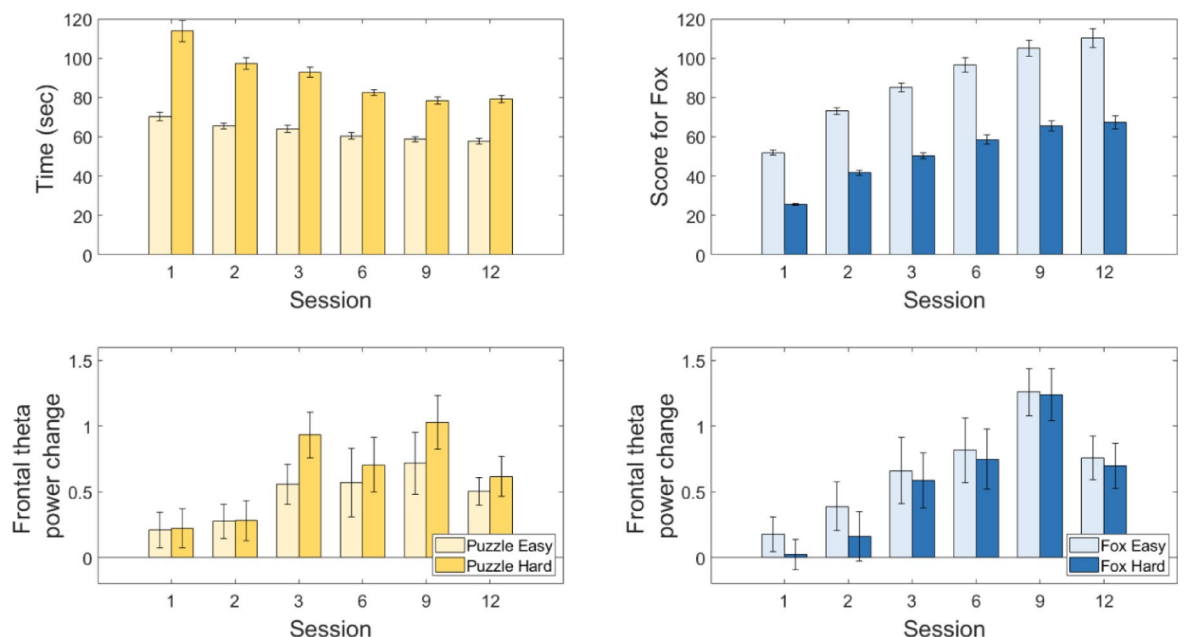 120
100
80
60
40
20
0
Time (sec)
1 2 3 6 9 12
Session
120
100
80
60
40
20
0
Score for Fox
1 2 3 6 9 12
Session
1.5
1
0.5
0
Frontal theta
power change
Puzzle Easy
Puzzle Hard
1 2 3 6 9 12
Session
1.5
1
0.5
0
Frontal theta
power change
Fox Easy
Fox Hard
1 2 3 6 9 12
Session